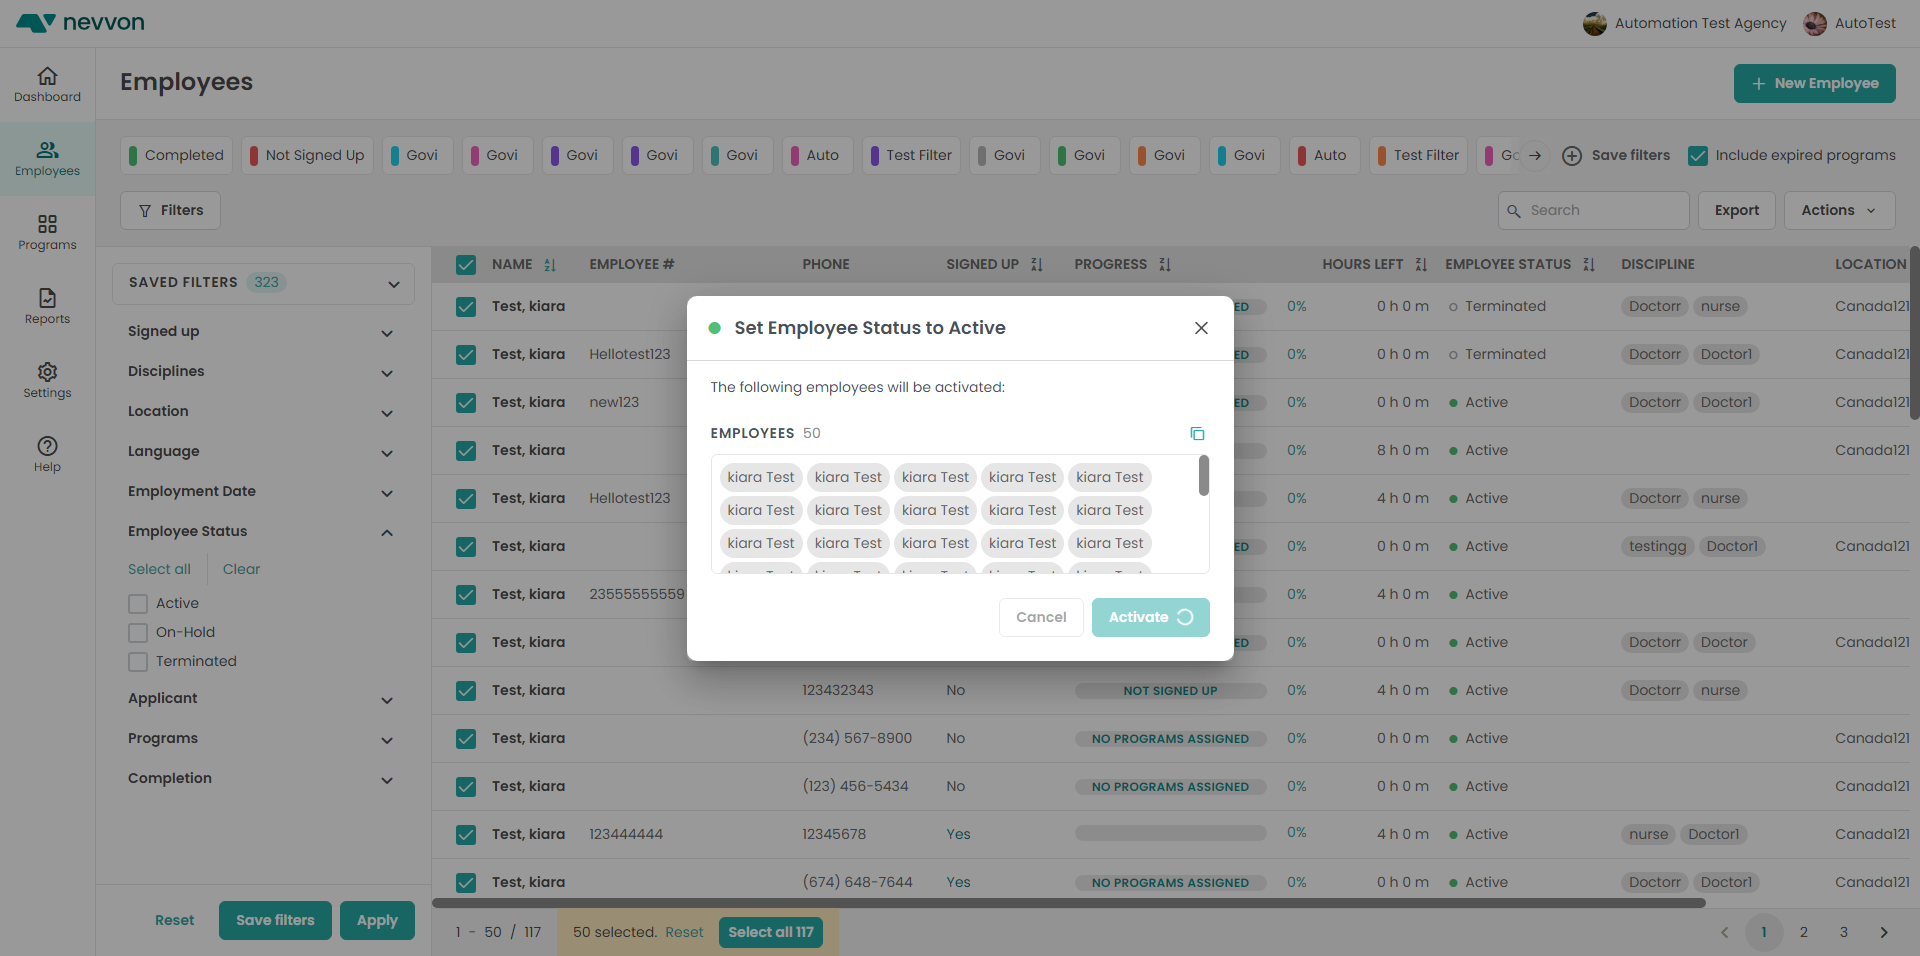 nevvon
Automation Test Agency
AutoTest
Dashboard
Employees
Programs
Reports
Settings
Help
Employees
New Employee
Completed Not Signed Up Govi Govi Govi Govi Govi Auto Test Filter Govi Govi Govi Govi Auto Test Filter Save filters Include expired programs
Filters
Search Export Actions
SAVED FILTERS 323
Signed up
Disciplines
Location
Language
Employment Date
Employee Status
Select all Clear
Active
On-Hold
Terminated
Applicant
Programs
Completion
Reset Save filters Apply
NAME EMPLOYEE # PHONE SIGNED UP PROGRESS HOURS LEFT EMPLOYEE STATUS DISCIPLINE LOCATION
Test, kiara 0% 0 h 0 m Terminated Doctorr nurse Canada121
Test, kiara Hellotest123 0% 0 h 0 m Terminated Doctorr Doctor1 Canada121
Test, kiara new123 0% 0 h 0 m Active Doctorr Doctor1 Canada121
Test, kiara 0% 8 h 0 m Active Canada121
Test, kiara Hellotest123 0% 4 h 0 m Active Doctorr nurse
Test, kiara 0% 0 h 0 m Active testingg Doctor1 Canada121
Test, kiara 23555555559 0% 4 h 0 m Active
Test, kiara 0% 0 h 0 m Active Doctorr Doctor Canada121
Test, kiara 123432343 No NOT SIGNED UP 0% 4 h 0 m Active Doctorr nurse
Test, kiara (234) 567-8900 No NO PROGRAMS ASSIGNED 0% 0 h 0 m Active Canada121
Test, kiara (123) 456-5434 No NO PROGRAMS ASSIGNED 0% 0 h 0 m Active Canada121
Test, kiara 123444444 12345678 Yes 0% 4 h 0 m Active nurse Doctor1 Canada121
Test, kiara (674) 648-7644 Yes NO PROGRAMS ASSIGNED 0% 0 h 0 m Active Doctorr Doctor1 Canada121
1 - 50 / 117 50 selected. Reset Select all 117 1 2 3
Set Employee Status to Active
The following employees will be activated:
EMPLOYEES 50
kiara Test kiara Test kiara Test kiara Test kiara Test
kiara Test kiara Test kiara Test kiara Test kiara Test
kiara Test kiara Test kiara Test kiara Test kiara Test
Cancel Activate